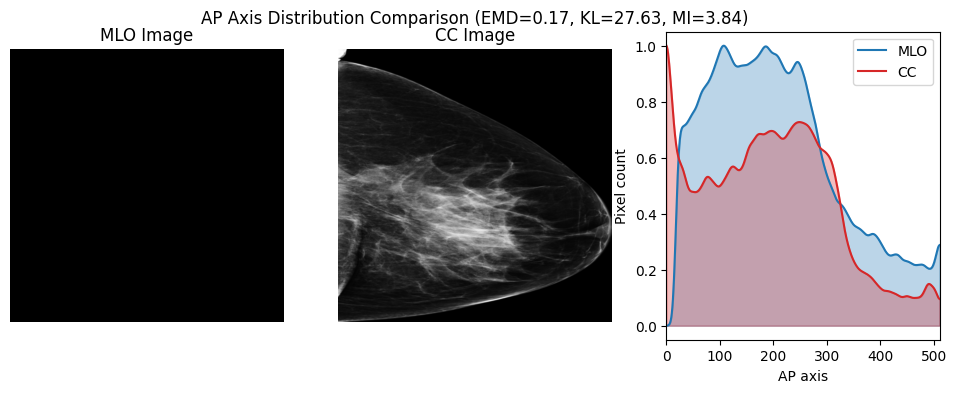 AP Axis Distribution Comparison (EMD=0.17, KL=27.63, MI=3.84)
MLO Image
CC Image
MLO
CC
Pixel count
1.0
0.8
0.6
0.4
0.2
0.0
0 100 200 300 400 500
AP axis